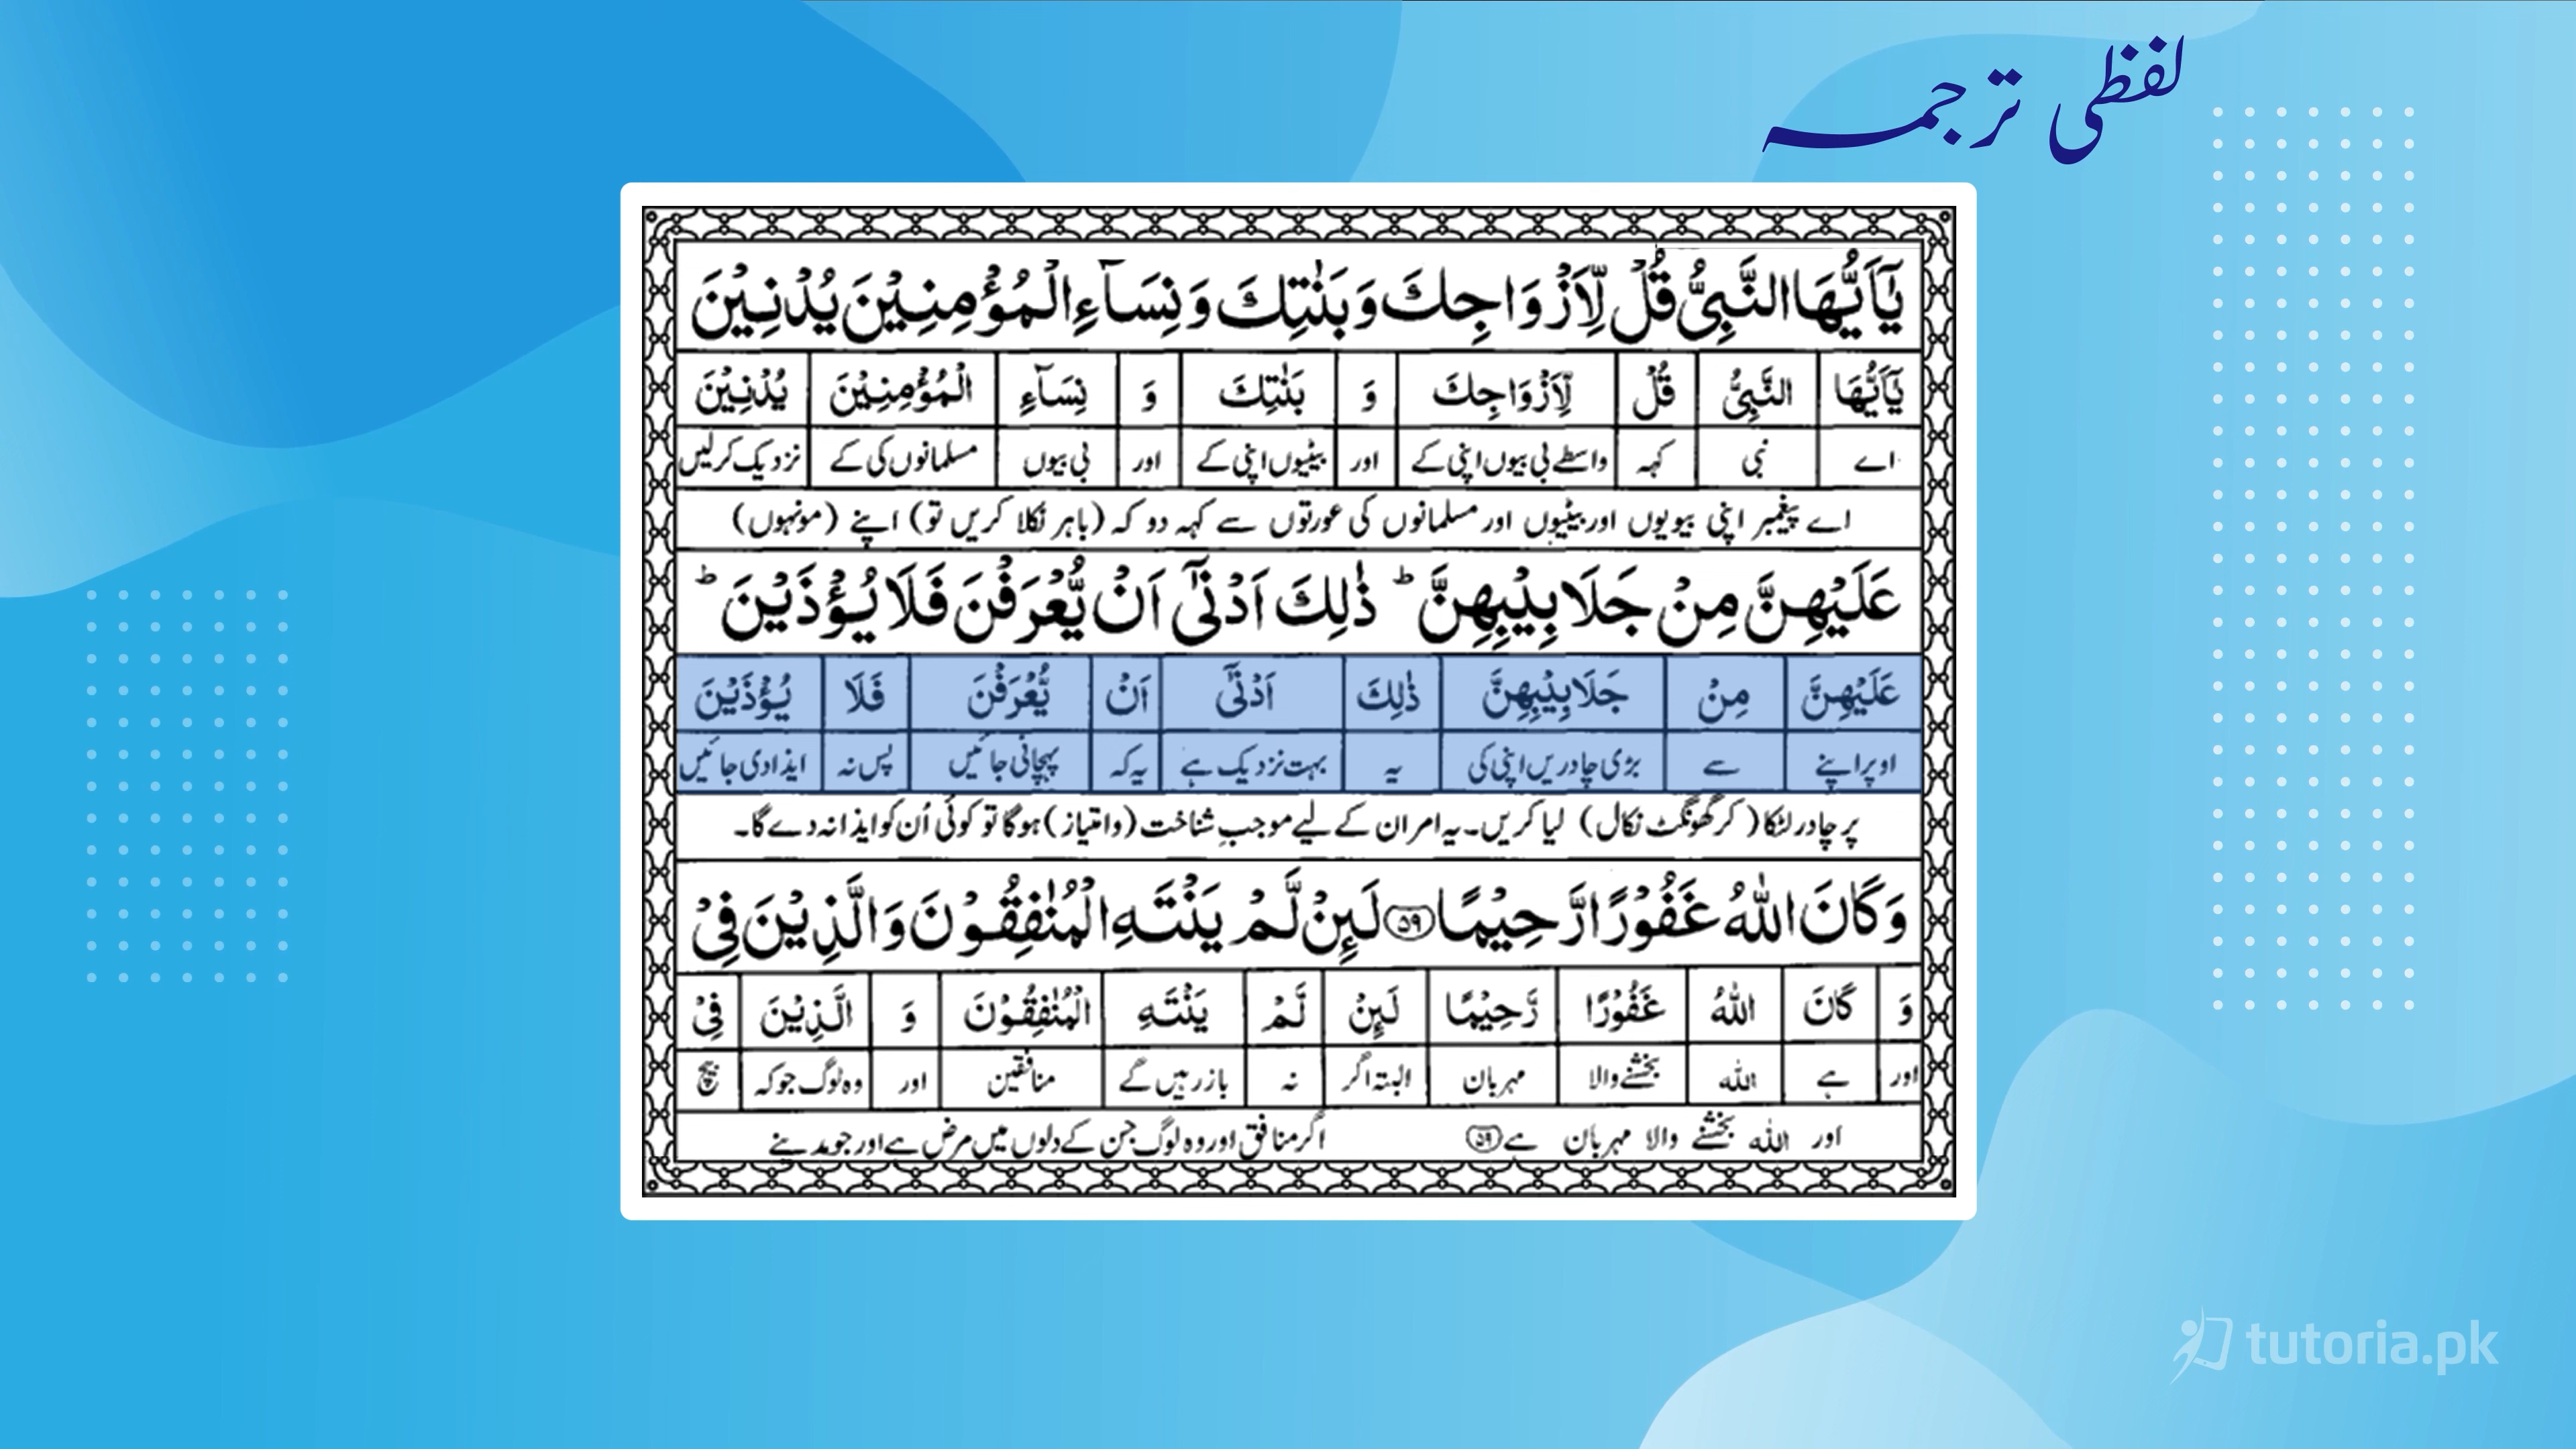 لفظی ترجمہ
يٰۤاَيُّهَا النَّبِىُّ قُلْ لِّاَزْوَاجِكَ وَ بَنٰتِكَ وَ نِسَآءِ الْمُؤْمِنِيْنَ يُدْنِيْنَ
يٰۤاَيُّهَا النَّبِىُّ قُلْ لِّاَزْوَاجِكَ وَ بَنٰتِكَ وَ نِسَآءِ الْمُؤْمِنِيْنَ يُدْنِيْنَ
اے نبی کہہ واسطے بی بیوں اپنی کے اور بیٹیوں اپنی کے اور بی بیوں مسلمانوں کی کے نزدیک کرلیں
اے پیغمبر اپنی بیویوں اور بیٹیوں اور مسلمانوں کی عورتوں سے کہہ دو کہ (باہر نکلا کریں تو) اپنے (مونہوں)
عَلَيْهِنَّ مِنْ جَلَابِيْبِهِنَّ ؕ ذٰلِكَ اَدْنٰۤى اَنْ يُّعْرَفْنَ فَلَا يُؤْذَيْنَ ؕ
عَلَيْهِنَّ مِنْ جَلَابِيْبِهِنَّ ذٰلِكَ اَدْنٰۤى اَنْ يُّعْرَفْنَ فَلَا يُؤْذَيْنَ
اوپر اپنے سے بڑی چادریں اپنی کی یہ بہت نزدیک ہے یہ کہ پہچانی جائیں پس نہ ایذا دی جائیں
پر چادر لٹکا (کر گھونگٹ نکال) لیا کریں۔ یہ امر ان کے لیے موجبِ شناخت (و امتیاز) ہوگا تو کوئی اُن کو ایذا نہ دے گا۔
وَ كَانَ اللّٰهُ غَفُوْرًا رَّحِيْمًا ﴿۵۹﴾ لَئِنْ لَّمْ يَنْتَهِ الْمُنٰفِقُوْنَ وَ الَّذِيْنَ فِىْ
وَ كَانَ اللّٰهُ غَفُوْرًا رَّحِيْمًا لَئِنْ لَّمْ يَنْتَهِ الْمُنٰفِقُوْنَ وَ الَّذِيْنَ فِىْ
اور ہے اللہ بخشنے والا مہربان البتہ اگر نہ باز رہیں گے منافقین اور وہ لوگ جو کہ بیچ
اور اللہ بخشنے والا مہربان ہے ﴿۵۹﴾ اگر منافق اور وہ لوگ جن کے دلوں میں مرض ہے اور جو مدینے
tutoria.pk